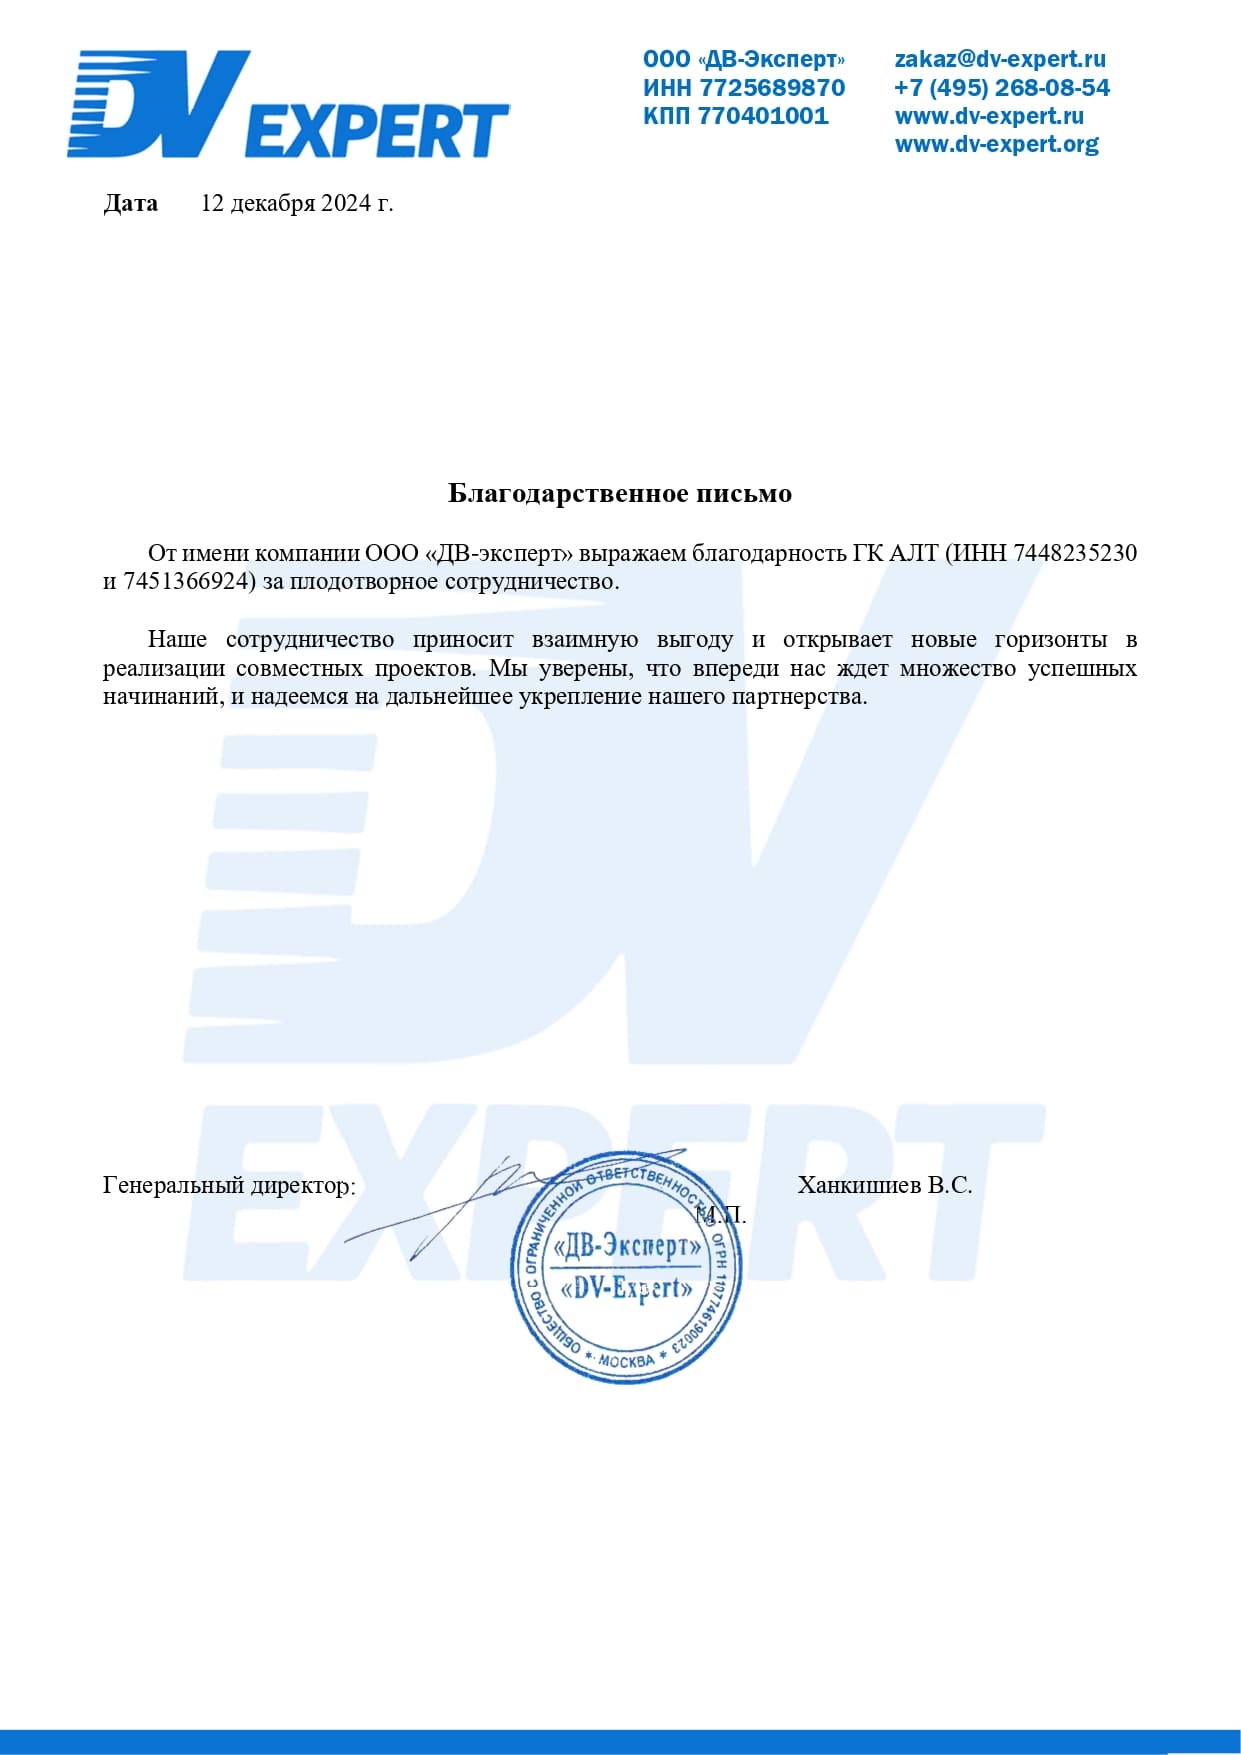 DV EXPERT
ООО «ДВ-Эксперт»
ИНН 7725689870
КПП 770401001
zakaz@dv-expert.ru
+7 (495) 268-08-54
www.dv-expert.ru
www.dv-expert.org
Дата 12 декабря 2024 г.
Благодарственное письмо
От имени компании ООО «ДВ-эксперт» выражаем благодарность ГК АЛТ (ИНН 7448235230
и 7451366924) за плодотворное сотрудничество.
Наше сотрудничество приносит взаимную выгоду и открывает новые горизонты в
реализации совместных проектов. Мы уверены, что впереди нас ждет множество успешных
начинаний, и надеемся на дальнейшее укрепление нашего партнерства.
DV
EXPERT
Генеральный директор: Ханкишиев В.С.
М.П.
ОБЩЕСТВО С ОГРАНИЧЕННОЙ ОТВЕТСТВЕННОСТЬЮ ОГРН 1107746190023
«ДВ-Эксперт»
«DV-Expert»
* МОСКВА *